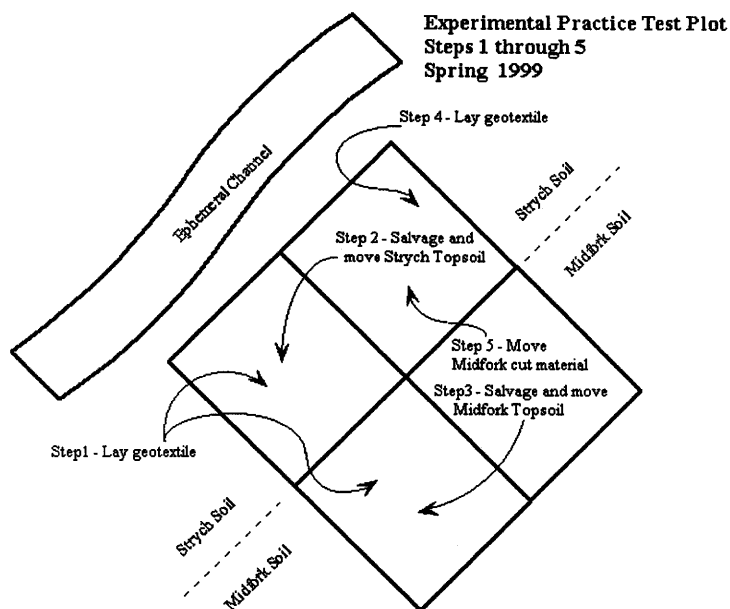 Experimental Practice Test Plot
Steps 1 through 5
Spring 1999
Step 4 - Lay geotextile
Ephemeral Channel
Strych Soil
Midfork Soil
Step 2 - Salvage and
move Strych Topsoil
Step 5 - Move
Midfork cut material
Step3 - Salvage and move
Midfork Topsoil
Step1 - Lay geotextile
Strych Soil
Midfork Soil